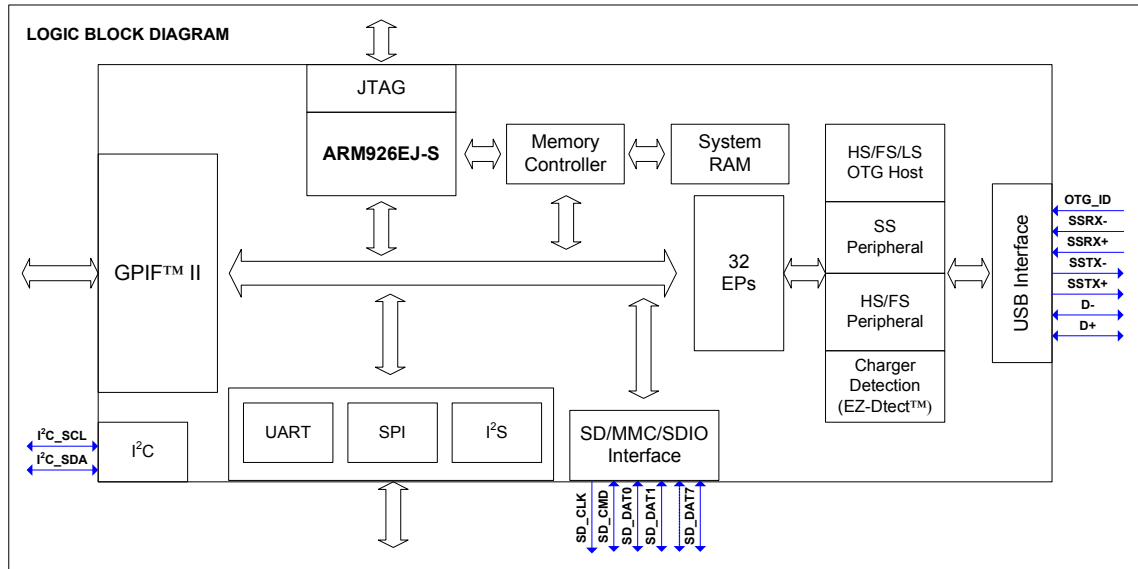 LOGIC BLOCK DIAGRAM
JTAG
ARM926EJ-S
Memory
Controller
System
RAM
HS/FS/LS
OTG Host
SS
Peripheral
HS/FS
Peripheral
Charger
Detection
(EZ-Dtect™)
32
EPs
USB Interface
OTG_ID
SSRX-
SSRX+
SSTX-
SSTX+
D-
D+
GPIF™ II
I²C_SCL
I²C_SDA
I²C
UART
SPI
I²S
SD/MMC/SDIO
Interface
SD_CLK
SD_CMD
SD_DAT0
SD_DAT1
SD_DAT7